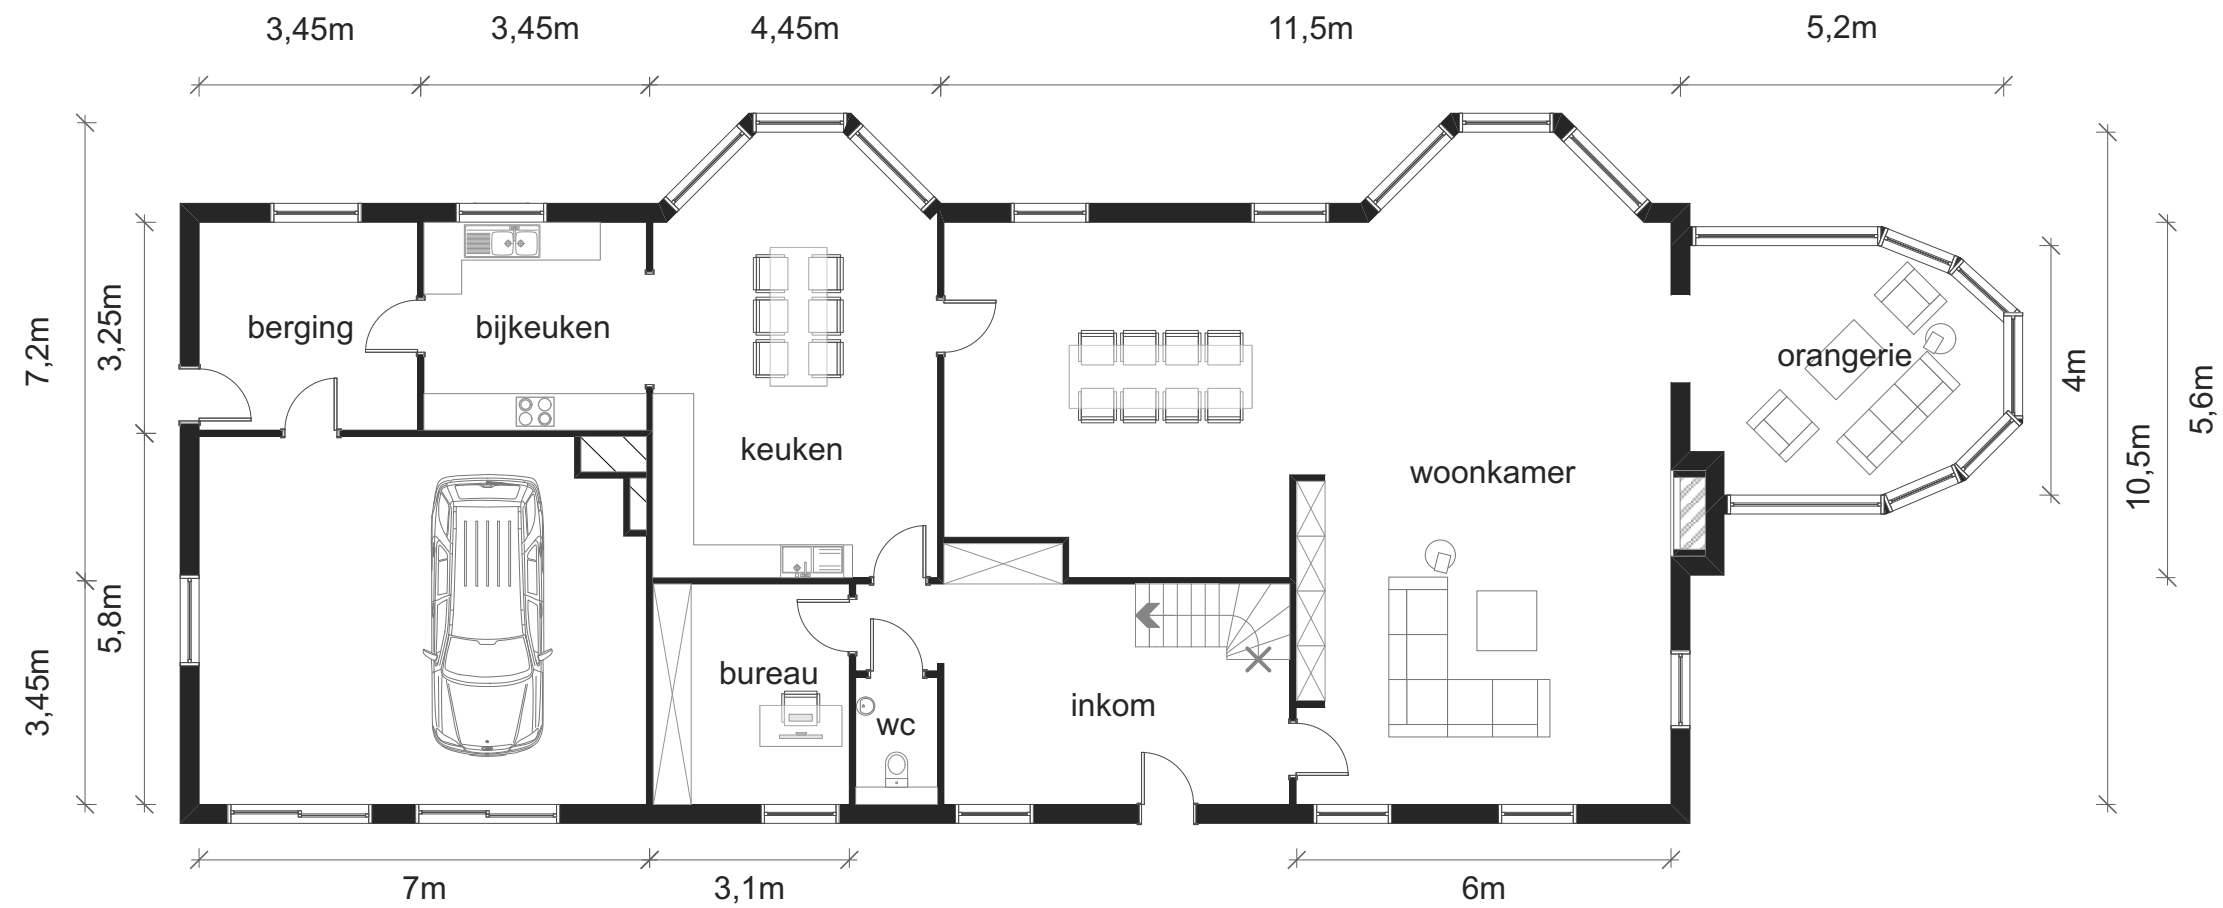 3,45m
3,45m
4,45m
11,5m
5,2m
7,2m
3,25m
berging
bijkeuken
keuken
woonkamer
orangerie
4m
5,6m
10,5m
3,45m
5,8m
bureau
wc
inkom
7m
3,1m
6m